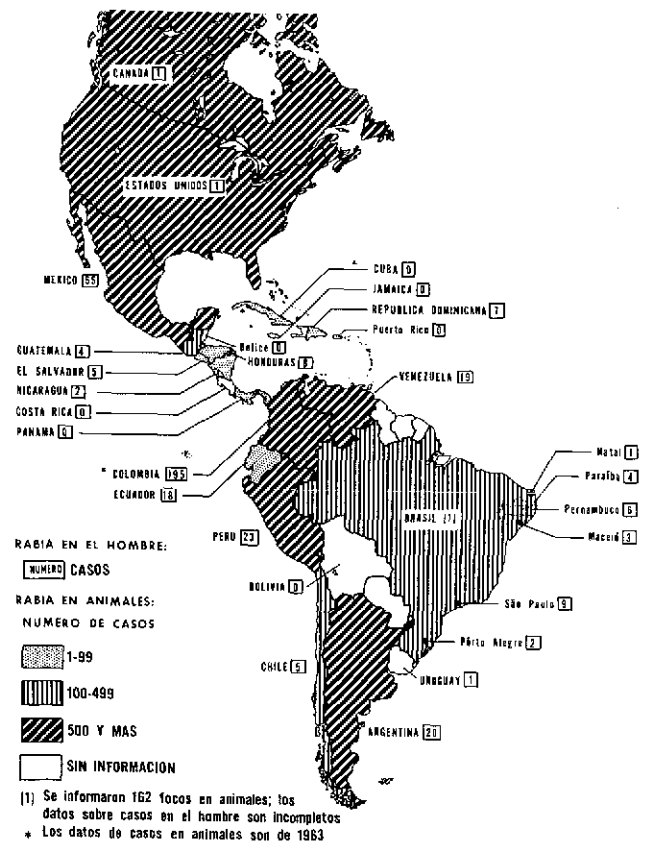 CANADA 1
ESTADOS UNIDOS 1
MEXICO 55
CUBA 0
JAMAICA 0
REPUBLICA DOMINICANA 7
Puerto Rico 0
Belice 0
HONDURAS 6
GUATEMALA 4
EL SALVADOR 5
NICARAGUA 2
COSTA RICA 0
PANAMA 0
VENEZUELA 19
* COLOMBIA 195
ECUADOR 18
PERU 23
BRASIL (1)
Natal 1
Paraíba 4
Pernambuco 6
Maceió 3
São Paulo 9
Pôrto Alegre 2
BOLIVIA 0
CHILE 5
URUGUAY 1
ARGENTINA 20
RABIA EN EL HOMBRE:
NUMERO CASOS
RABIA EN ANIMALES:
NUMERO DE CASOS
1-99
100-499
500 Y MAS
SIN INFORMACION
(1) Se informaron 162 focos en animales; los
datos sobre casos en el hombre son incompletos
* Los datos de casos en animales son de 1963